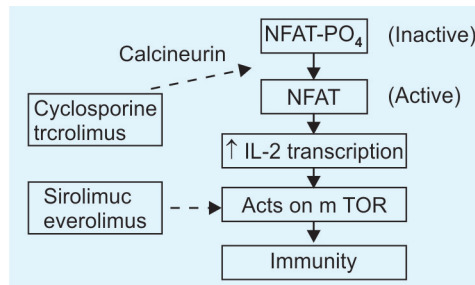 NFAT-PO4 (Inactive)
Calcineurin
NFAT (Active)
Cyclosporine
trcrolimus
↑ IL-2 transcription
Sirolimuc
everolimus
Acts on m TOR
Immunity